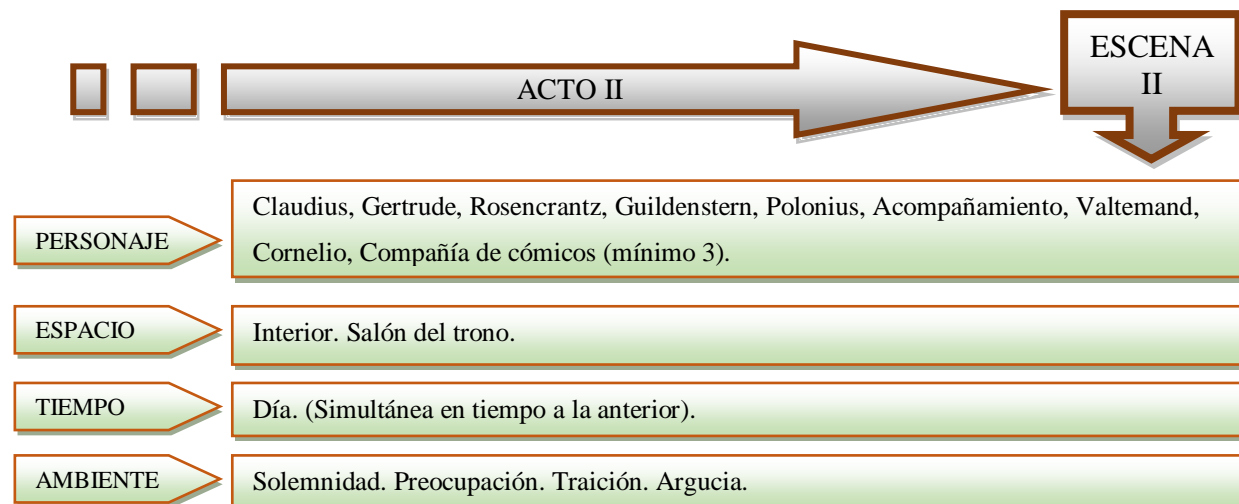 ACTO II
ESCENA
II
PERSONAJE
Claudius, Gertrude, Rosencrantz, Guildenstern, Polonius, Acompañamiento, Valtemand,
Cornelio, Compañía de cómicos (mínimo 3).
ESPACIO
Interior. Salón del trono.
TIEMPO
Día. (Simultánea en tiempo a la anterior).
AMBIENTE
Solemnidad. Preocupación. Traición. Argucia.